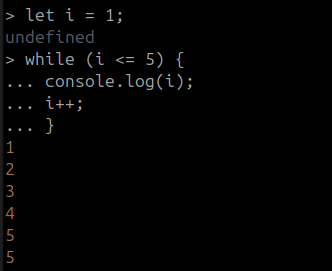 > let i = 1;
undefined
> while (i <= 5) {
... console.log(i);
... i++;
... }
1
2
3
4
5
5